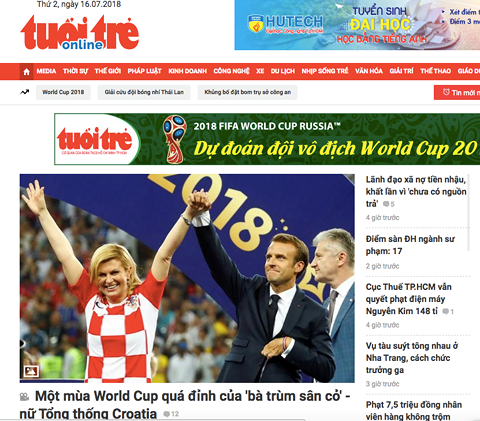 Thứ 2, ngày 16.07.2018
tuổi trẻ
online
HUTECH
TUYỂN SINH
ĐẠI HỌC
HỌC BẰNG TIẾNG ANH
Xét điểm t
Điểm 3 m
MEDIA THỜI SỰ THẾ GIỚI PHÁP LUẬT KINH DOANH CÔNG NGHỆ XE DU LỊCH NHỊP SỐNG TRẺ VĂN HÓA GIẢI TRÍ THỂ THAO GIÁO DU
World Cup 2018 Giải cứu đội bóng nhí Thái Lan Khủng bố đặt bom trụ sở công an Tin mới n
tuổi trẻ
2018 FIFA WORLD CUP RUSSIA™
Dự đoán đội vô địch World Cup 20
2018
Một mùa World Cup quá đỉnh của 'bà trùm sân cỏ' -
nữ Tổng thống Croatia 12
Lãnh đạo xã nợ tiền nhậu,
khất lần vì 'chưa có nguồn
trả' 5
4 giờ trước
Điểm sàn ĐH ngành sư
phạm: 17
2 giờ trước
Cục Thuế TP.HCM vẫn
quyết phạt điện máy
Nguyễn Kim 148 tỉ 1
4 giờ trước
Vụ tàu suýt tông nhau ở
Nha Trang, cách chức
trưởng ga
3 giờ trước
Phạt 7,5 triệu đồng nhân
viên hàng không trộm